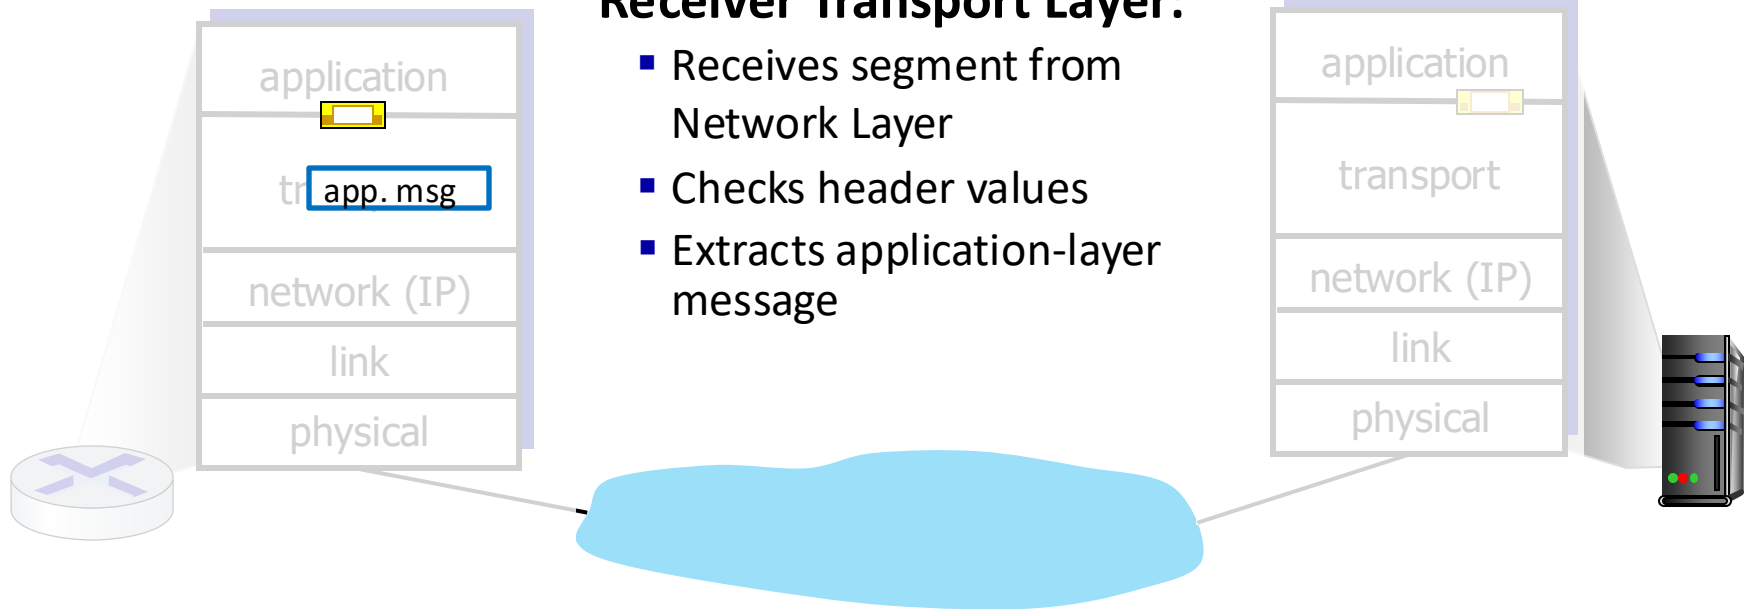 Receiver Transport Layer:
Receives segment from
Network Layer
Checks header values
Extracts application-layer
message
application
app. msg
network (IP)
link
physical
application
transport
network (IP)
link
physical